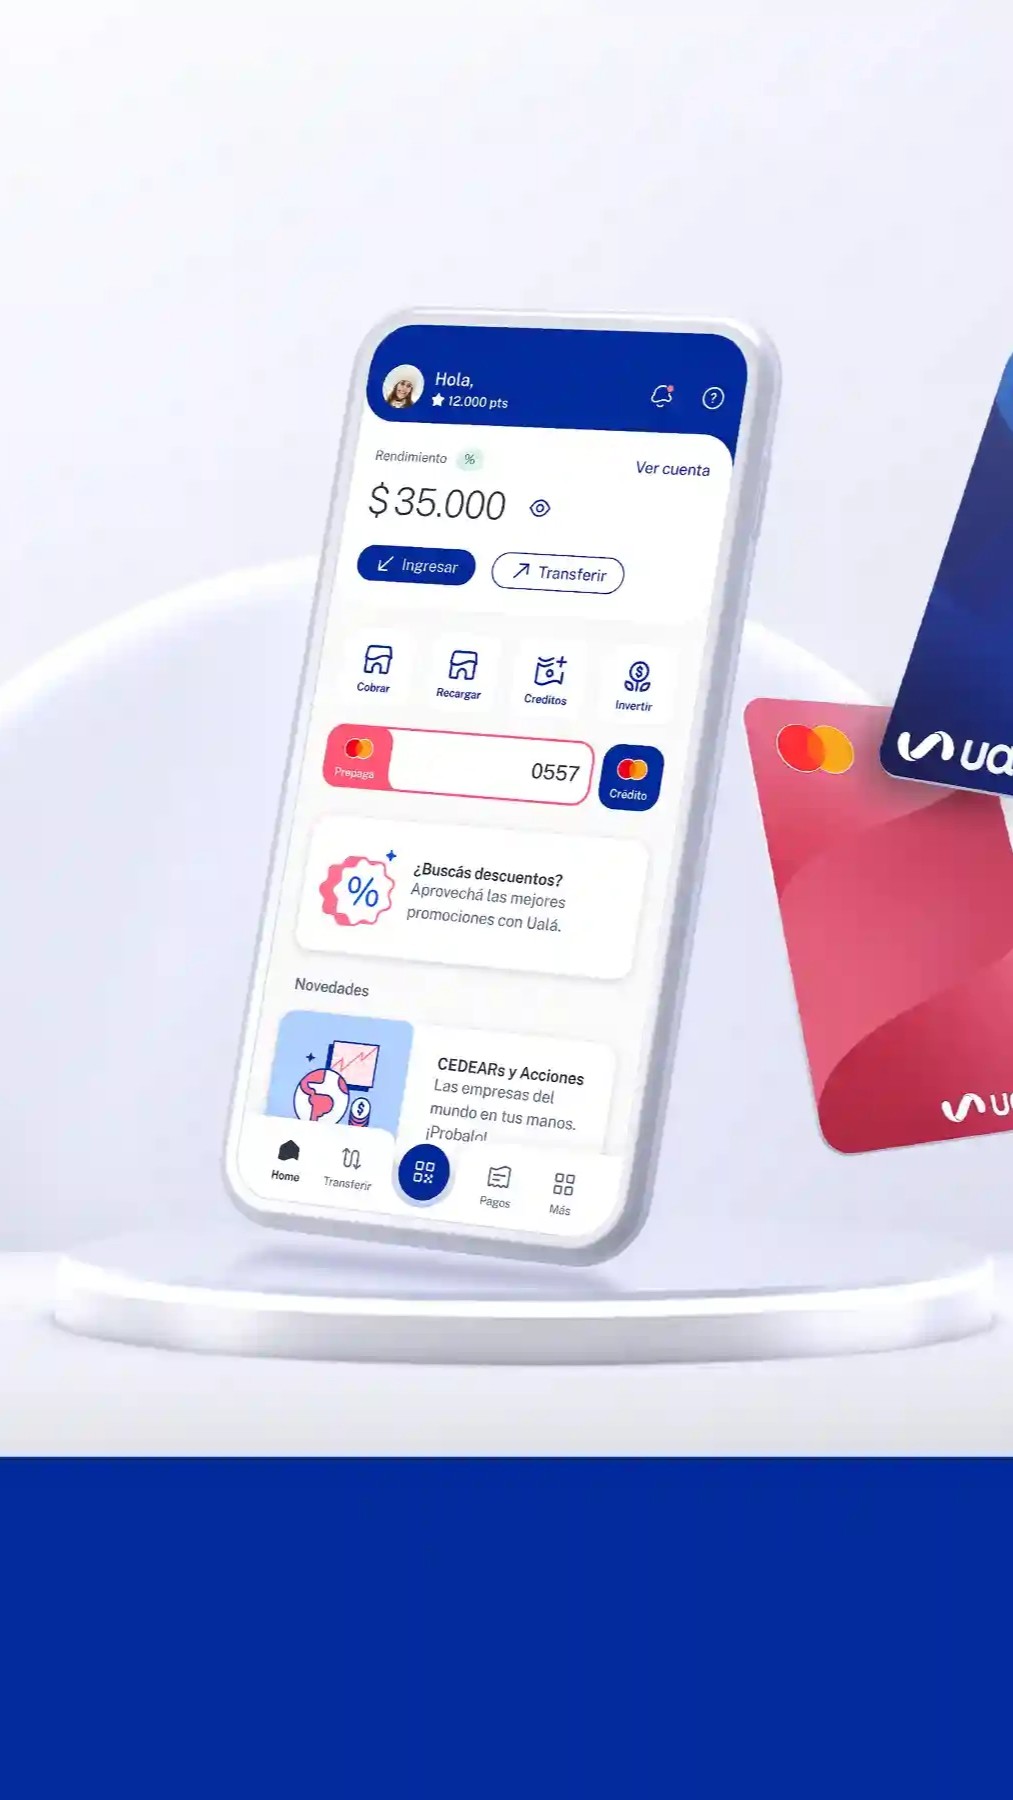 Hola,
12.000 pts
?
Rendimiento %
Ver cuenta
$35.000
Ingresar
Transferir
Cobrar
Recargar
Creditos
Invertir
Prepaga
0557
Crédito
%
¿Buscás descuentos?
Aprovechá las mejores
promociones con Ualá.
Novedades
$
CEDEARs y Acciones
Las empresas del
mundo en tus manos.
¡Probalo!
Home
Transferir
Pagos
Más
ua
u